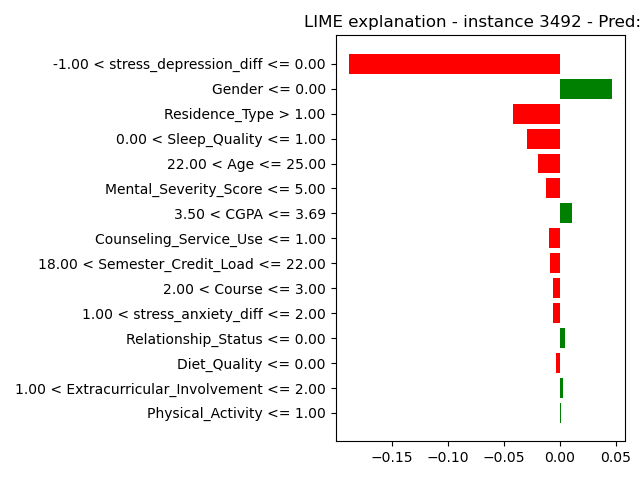 LIME explanation - instance 3492 - Pred:
-1.00 < stress_depression_diff <= 0.00
Gender <= 0.00
Residence_Type > 1.00
0.00 < Sleep_Quality <= 1.00
22.00 < Age <= 25.00
Mental_Severity_Score <= 5.00
3.50 < CGPA <= 3.69
Counseling_Service_Use <= 1.00
18.00 < Semester_Credit_Load <= 22.00
2.00 < Course <= 3.00
1.00 < stress_anxiety_diff <= 2.00
Relationship_Status <= 0.00
Diet_Quality <= 0.00
1.00 < Extracurricular_Involvement <= 2.00
Physical_Activity <= 1.00
−0.15 −0.10 −0.05 0.00 0.05